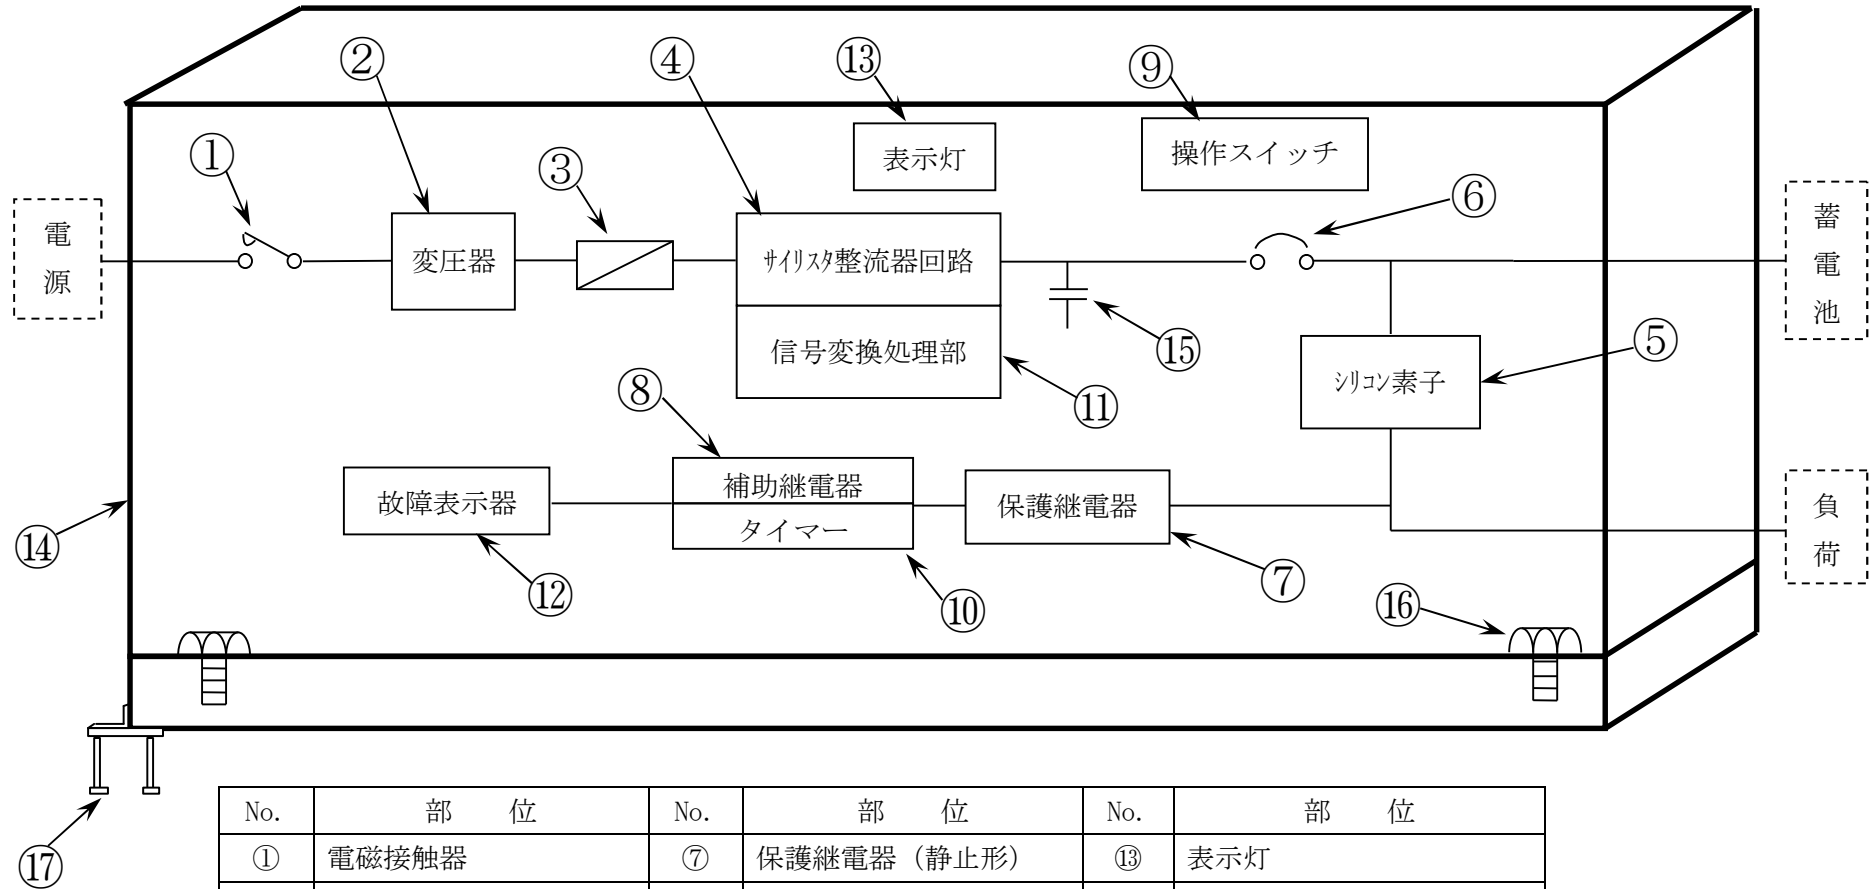 ②
④
⑬
⑨
①
③
表示灯
操作スイッチ
⑥
電源
変圧器
サイリスタ整流器回路
蓄電池
信号変換処理部
⑮
⑤
シリコン素子
⑧
⑪
故障表示器
補助継電器
タイマー
保護継電器
負荷
⑭
⑫
⑩
⑦
⑯
⑰
No. 部 位 No. 部 位 No. 部 位
① 電磁接触器 ⑦ 保護継電器（静止形） ⑬ 表示灯